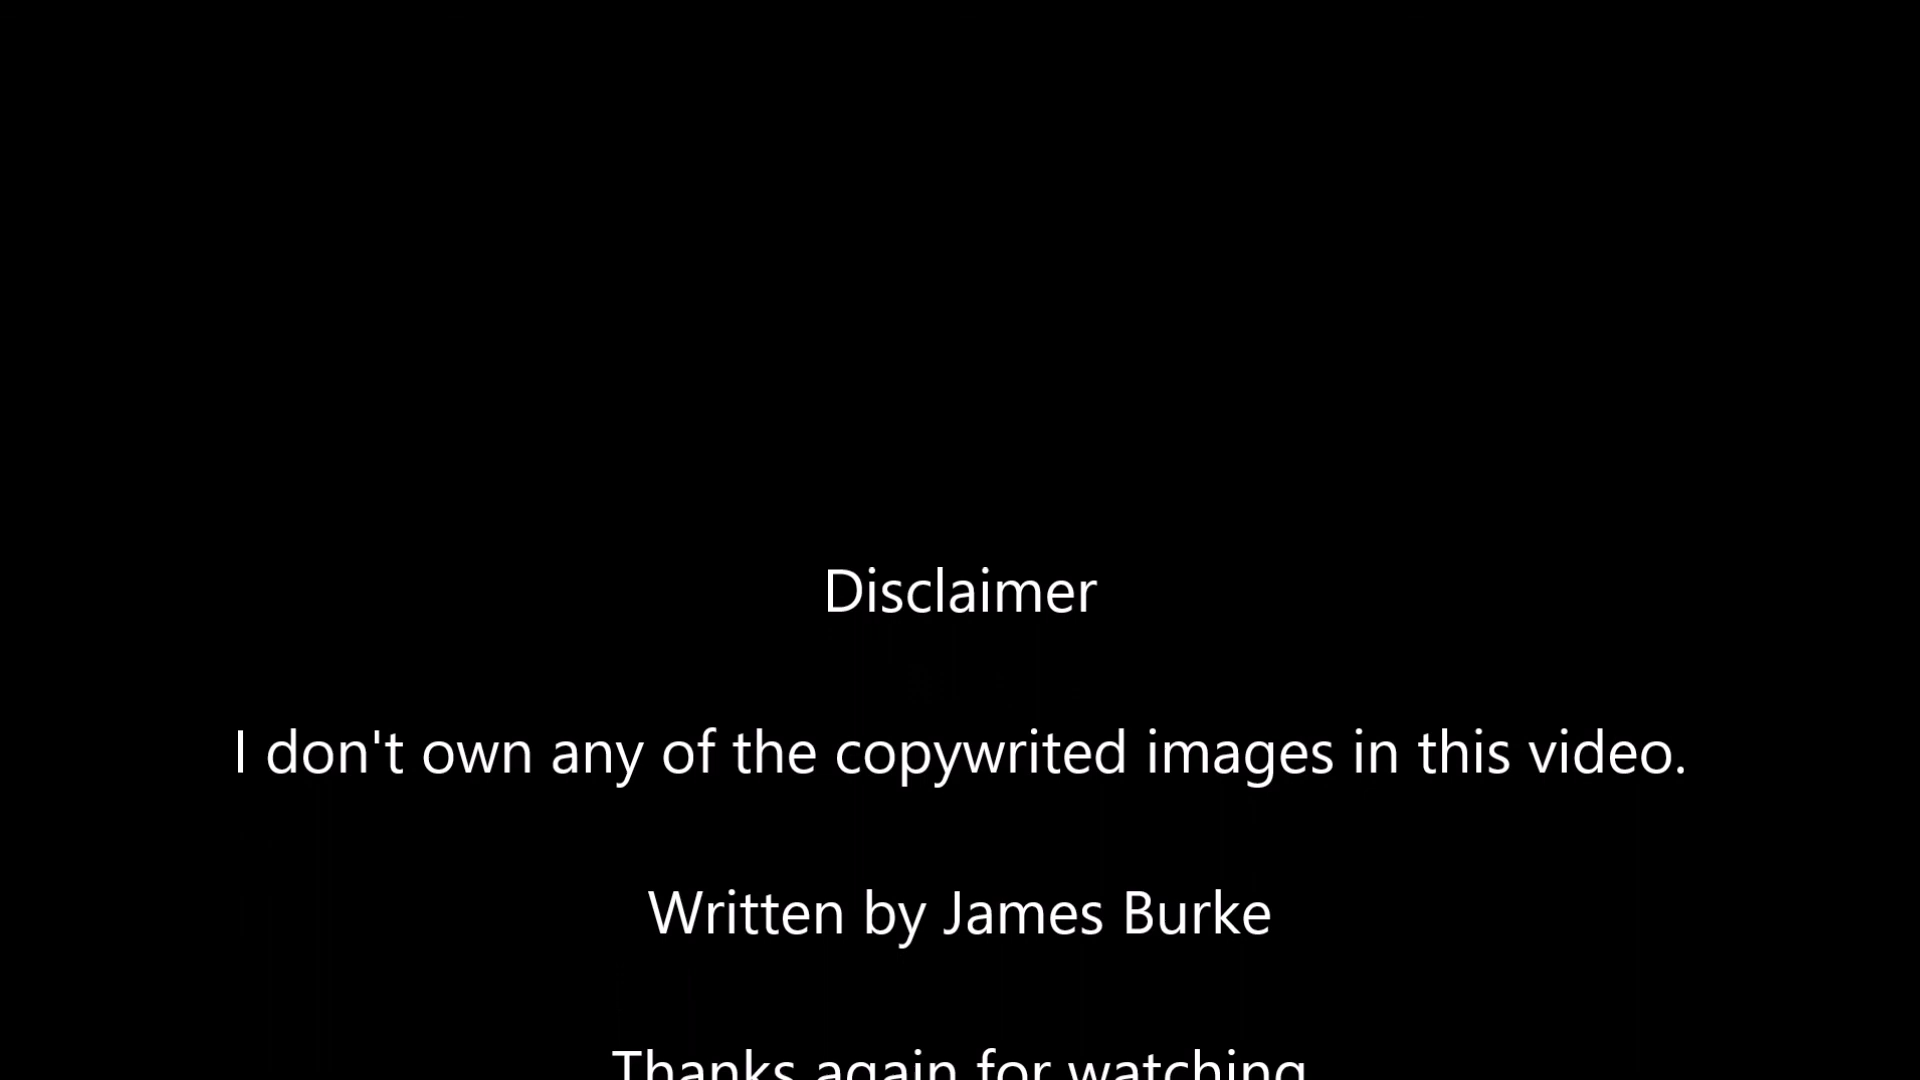 Disclaimer
I don't own any of the copywrited images in this video.
Written by James Burke
Thanks again for watching